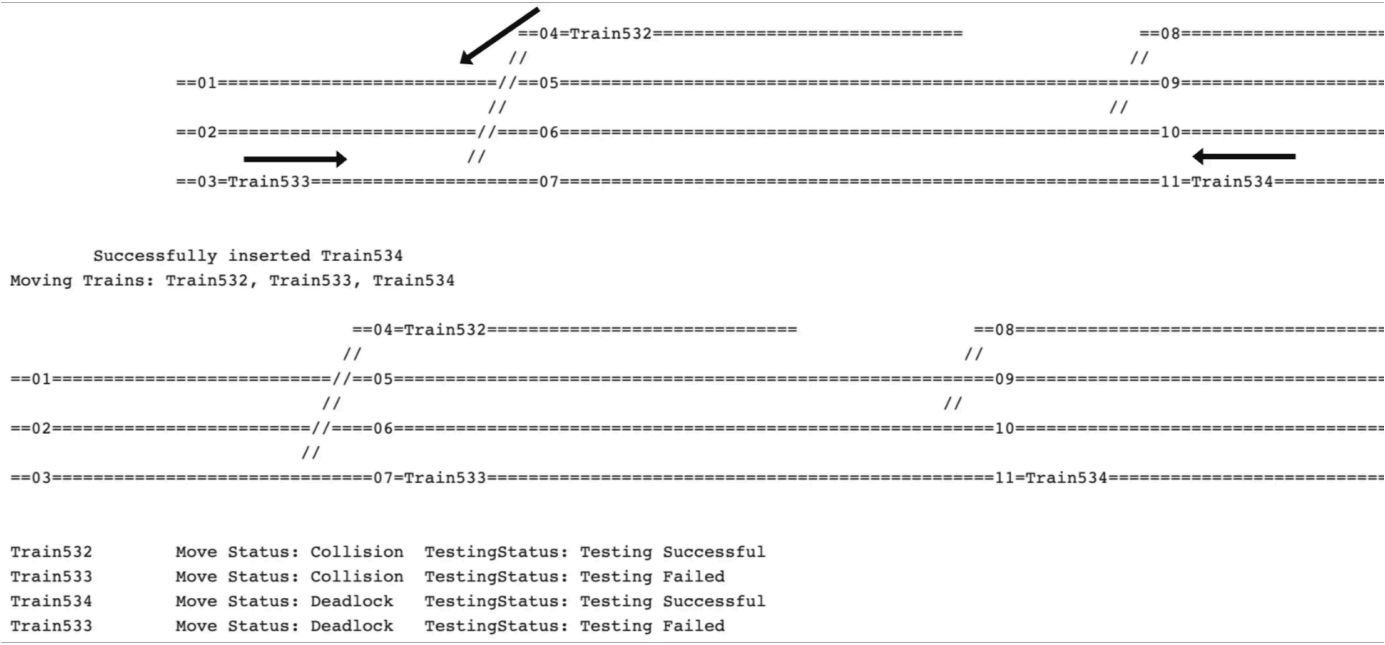 ==04=Train532============================== ==08====================
// //
==01===========================//==05==========================================================09====================
// //
==02=========================//====06==========================================================10====================
// //
==03=Train533======================07==========================================================11=Train534===========
Successfully inserted Train534
Moving Trains: Train532, Train533, Train534
==04=Train532============================== ==08====================================
// //
==01===========================//==05==========================================================09====================================
// //
==02=========================//====06==========================================================10====================================
// //
==03===============================07=Train533=================================================11=Train534===========================
Train532 Move Status: Collision TestingStatus: Testing Successful
Train533 Move Status: Collision TestingStatus: Testing Failed
Train534 Move Status: Deadlock TestingStatus: Testing Successful
Train533 Move Status: Deadlock TestingStatus: Testing Failed